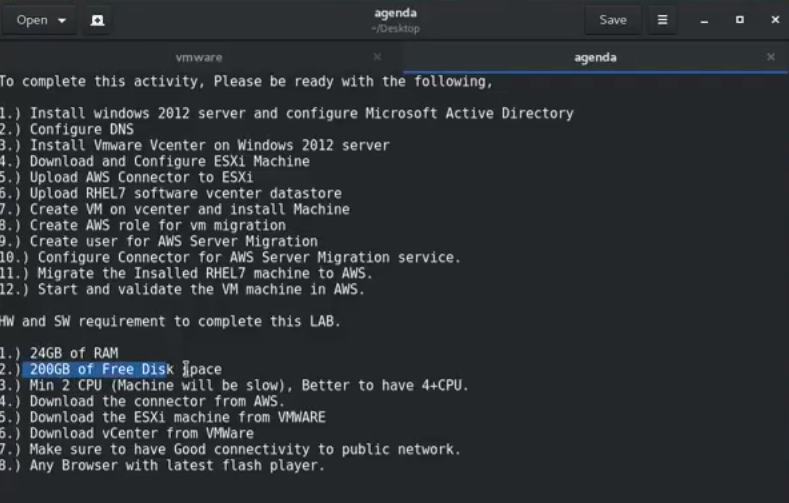 Open
agenda
~/Desktop
Save
vmware
agenda
To complete this activity, Please be ready with the following,
1.) Install windows 2012 server and configure Microsoft Active Directory
2.) Configure DNS
3.) Install Vmware Vcenter on Windows 2012 server
4.) Download and Configure ESXi Machine
5.) Upload AWS Connector to ESXi
6.) Upload RHEL7 software vcenter datastore
7.) Create VM on vcenter and install Machine
8.) Create AWS role for vm migration
9.) Create user for AWS Server Migration
10.) Configure Connector for AWS Server Migration service.
11.) Migrate the Insalled RHEL7 machine to AWS.
12.) Start and validate the VM machine in AWS.
HW and SW requirement to complete this LAB.
1.) 24GB of RAM
2.) 200GB of Free Disk Space
3.) Min 2 CPU (Machine will be slow), Better to have 4+CPU.
4.) Download the connector from AWS.
5.) Download the ESXi machine from VMWARE
6.) Download vCenter from VMWare
7.) Make sure to have Good connectivity to public network.
8.) Any Browser with latest flash player.